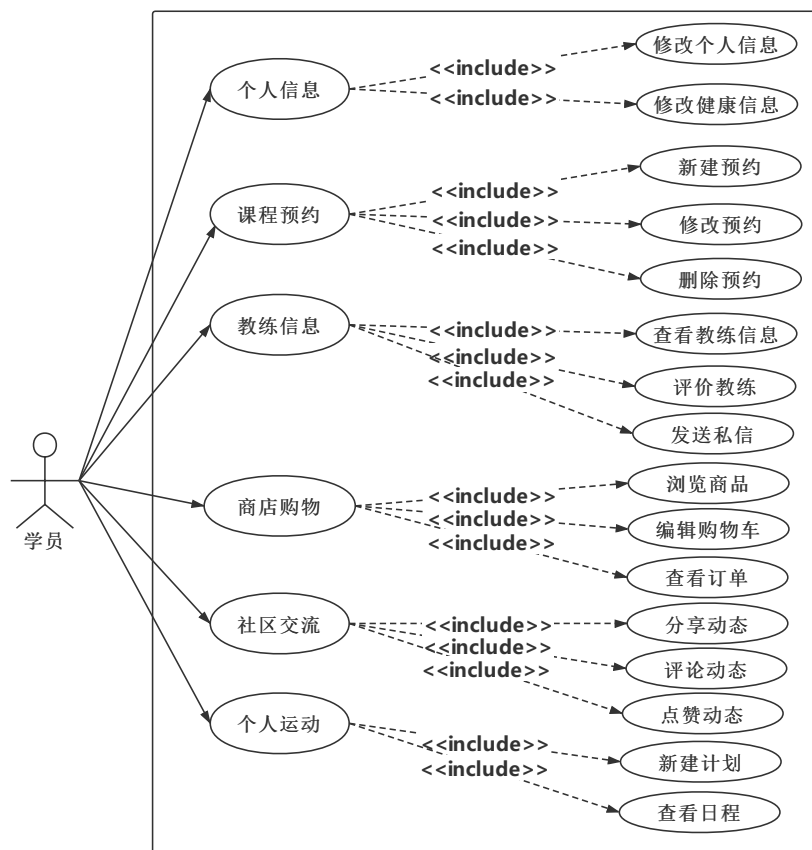 修改个人信息
<<include>>
个人信息
<<include>>
修改健康信息
新建预约
<<include>>
课程预约
<<include>>
修改预约
<<include>>
删除预约
教练信息
<<include>>
查看教练信息
<<include>>
<<include>>
评价教练
发送私信
浏览商品
<<include>>
商店购物
<<include>>
编辑购物车
<<include>>
学员
查看订单
社区交流
<<include>>
分享动态
<<include>>
评论动态
<<include>>
点赞动态
个人运动
<<include>>
新建计划
<<include>>
查看日程